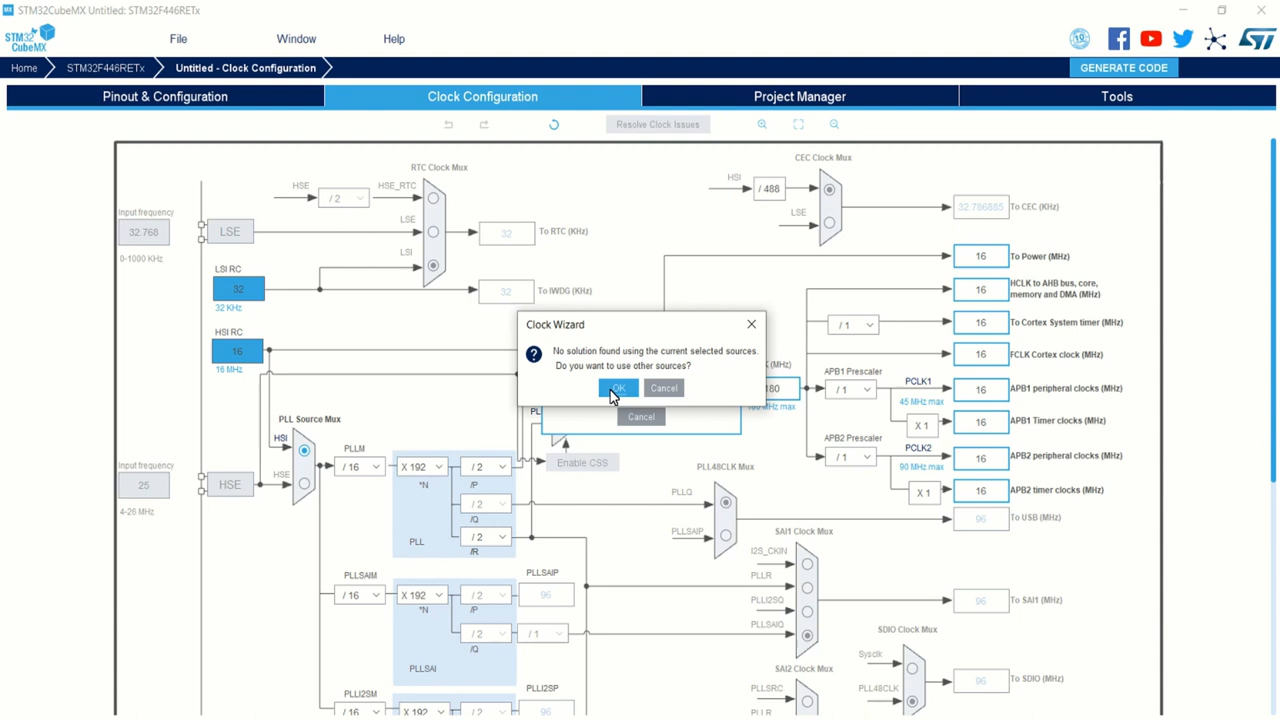 STM32CubeMX Untitled: STM32F446RETx
STM32
CubeMX
File
Window
Help
10
Home
STM32F446RETx
Untitled - Clock Configuration
GENERATE CODE
Pinout & Configuration
Clock Configuration
Project Manager
Tools
Resolve Clock Issues
RTC Clock Mux
CEC Clock Mux
HSE
/ 2
HSE_RTC
HSI
/ 488
Input frequency
32.768
0-1000 KHz
LSE
LSE
32
To RTC (KHz)
LSE
32.786885
To CEC (KHz)
LSI RC
32
32 KHz
LSI
32
To IWDG (KHz)
16
To Power (MHz)
16
HCLK to AHB bus, core,
memory and DMA (MHz)
HSI RC
16
16 MHz
/ 1
16
To Cortex System timer (MHz)
16
FCLK Cortex clock (MHz)
Clock Wizard
No solution found using the current selected sources.
Do you want to use other sources?
OK
Cancel
Cancel
(MHz)
180
180 MHz max
APB1 Prescaler
/ 1
PCLK1
45 MHz max
16
APB1 peripheral clocks (MHz)
X 1
16
APB1 Timer clocks (MHz)
APB2 Prescaler
/ 1
PCLK2
90 MHz max
16
APB2 peripheral clocks (MHz)
X 1
16
APB2 timer clocks (MHz)
PLL Source Mux
HSI
HSE
Input frequency
25
4-26 MHz
HSE
PLLM
/ 16
X 192
*N
/ 2
/P
/ 2
/Q
/ 2
/R
PLL
Enable CSS
PLL48CLK Mux
PLLQ
PLLSAIP
96
To USB (MHz)
SAI1 Clock Mux
I2S_CKIN
PLLR
PLLI2SQ
PLLSAIQ
96
To SAI1 (MHz)
PLLSAIM
/ 16
X 192
*N
/ 2
/P
PLLSAIP
96
/ 2
/Q
/ 1
PLLSAI
SDIO Clock Mux
Sysclk
PLL48CLK
96
To SDIO (MHz)
SAI2 Clock Mux
PLLSRC
PLLR
PLLI2SM
/ 16
X 192
/ 2
PLLI2SP
96